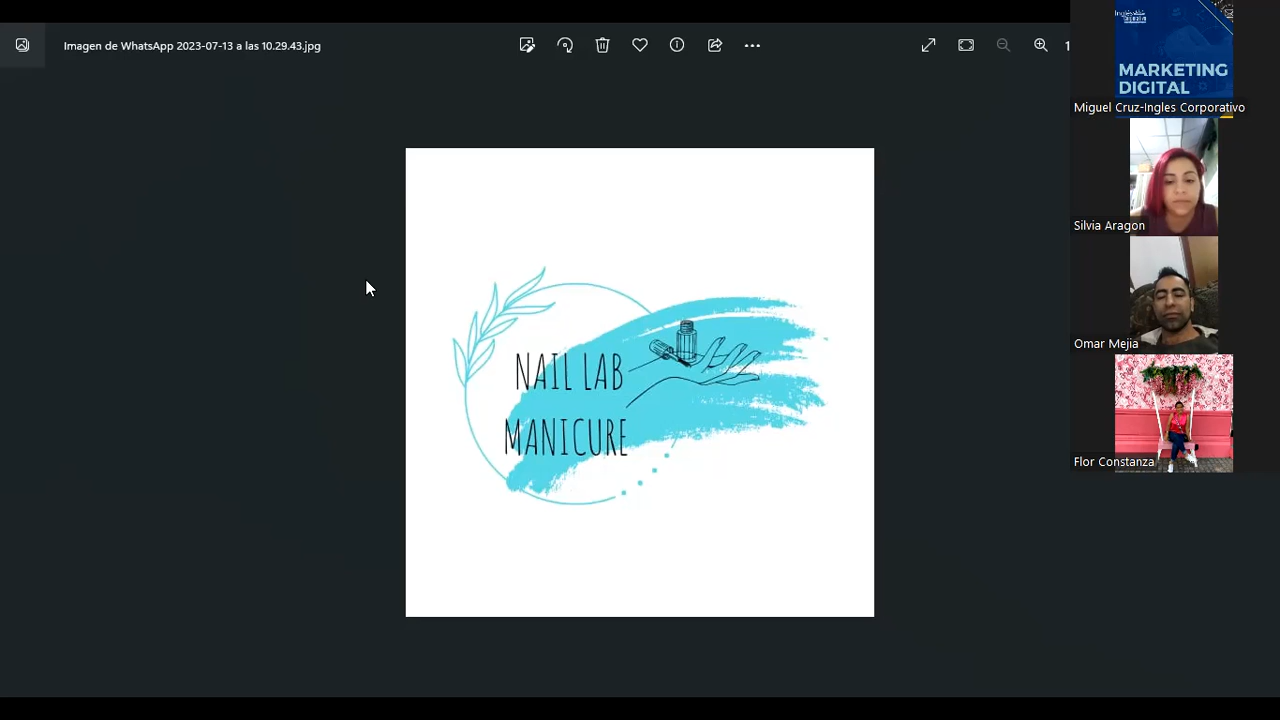 Imagen de WhatsApp 2023-07-13 a las 10.29.43.jpg
NAIL LAB
MANICURE
MARKETING
DIGITAL
Miguel Cruz-Ingles Corporativo
Silvia Aragon
Omar Mejia
Flor Constanza